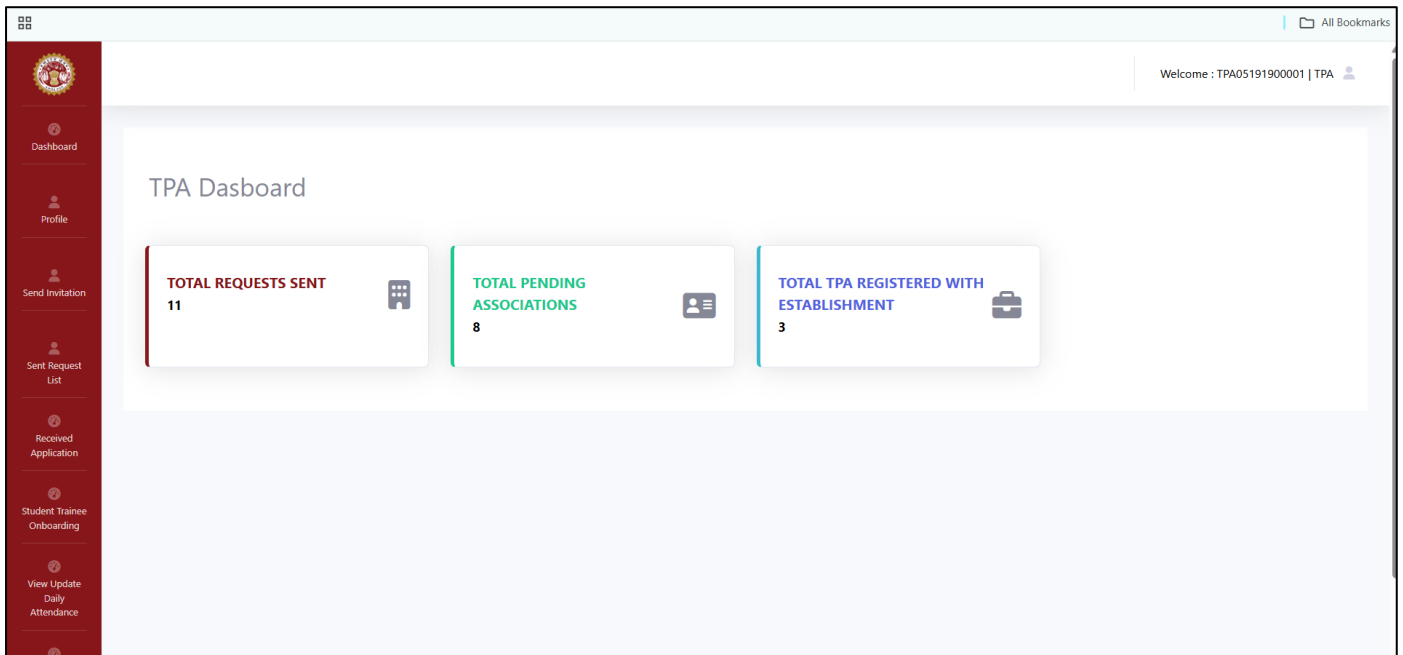 All Bookmarks
Welcome : TPA05191900001 | TPA
Dashboard
Profile
Send Invitation
Sent Request
List
Received
Application
Student Trainee
Onboarding
View Update
Daily
Attendance
TPA Dasboard
TOTAL REQUESTS SENT
11
TOTAL PENDING
ASSOCIATIONS
8
TOTAL TPA REGISTERED WITH
ESTABLISHMENT
3